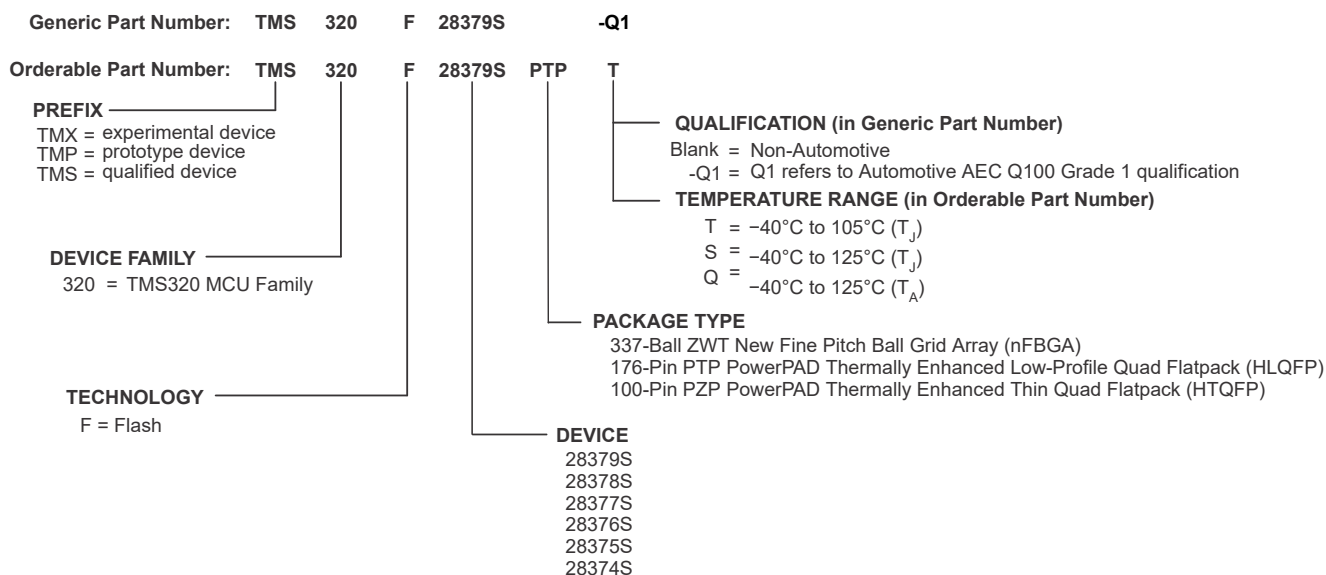 Generic Part Number: TMS 320 F 28379S -Q1
Orderable Part Number: TMS 320 F 28379S PTP T
PREFIX
TMX = experimental device
TMP = prototype device
TMS = qualified device
QUALIFICATION (in Generic Part Number)
Blank = Non-Automotive
-Q1 = Q1 refers to Automotive AEC Q100 Grade 1 qualification
TEMPERATURE RANGE (in Orderable Part Number)
T = −40°C to 105°C (TJ)
S = −40°C to 125°C (TJ)
Q = −40°C to 125°C (TA)
DEVICE FAMILY
320 = TMS320 MCU Family
PACKAGE TYPE
337-Ball ZWT New Fine Pitch Ball Grid Array (nFBGA)
176-Pin PTP PowerPAD Thermally Enhanced Low-Profile Quad Flatpack (HLQFP)
100-Pin PZP PowerPAD Thermally Enhanced Thin Quad Flatpack (HTQFP)
TECHNOLOGY
F = Flash
DEVICE
28379S
28378S
28377S
28376S
28375S
28374S